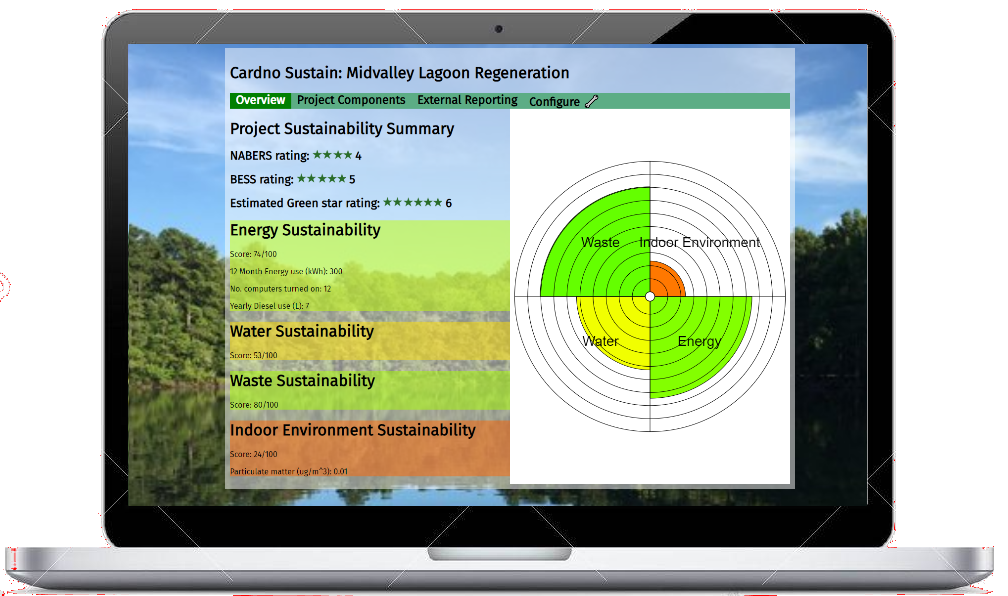 Cardno Sustain: Midvalley Lagoon Regeneration
Overview Project Components External Reporting Configure
Project Sustainability Summary
NABERS rating: ★★★★ 4
BESS rating: ★★★★★ 5
Estimated Green star rating: ★★★★★★ 6
Energy Sustainability
Score: 74/100
12 Month Energy use (kWh): 300
No. computers turned on: 12
Yearly Diesel use (L): 7
Water Sustainability
Score: 53/100
Waste Sustainability
Score: 80/100
Indoor Environment Sustainability
Score: 24/100
Particulate matter (ug/m^3): 0.01
Waste Indoor Environment
Water Energy